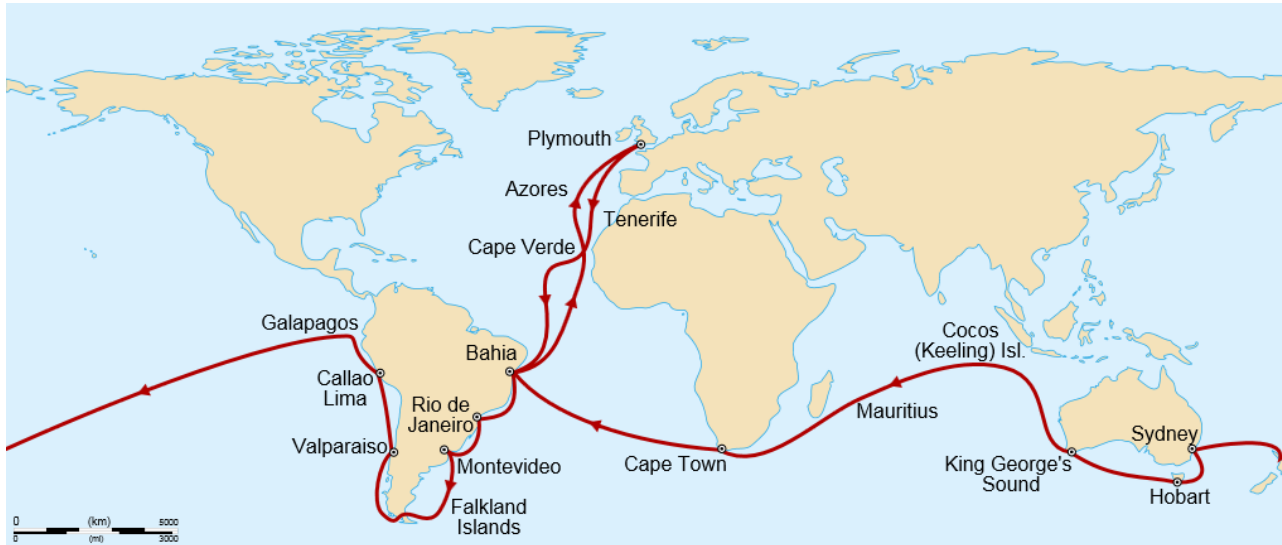 Plymouth
Azores
Tenerife
Cape Verde
Galapagos
Bahia
Cocos
(Keeling) Isl.
Callao
Lima
Rio de
Janeiro
Mauritius
Valparaiso
Montevideo
Cape Town
Sydney
King George's
Sound
Hobart
Falkland
Islands
0 (km) 5000
0 (mi) 3000